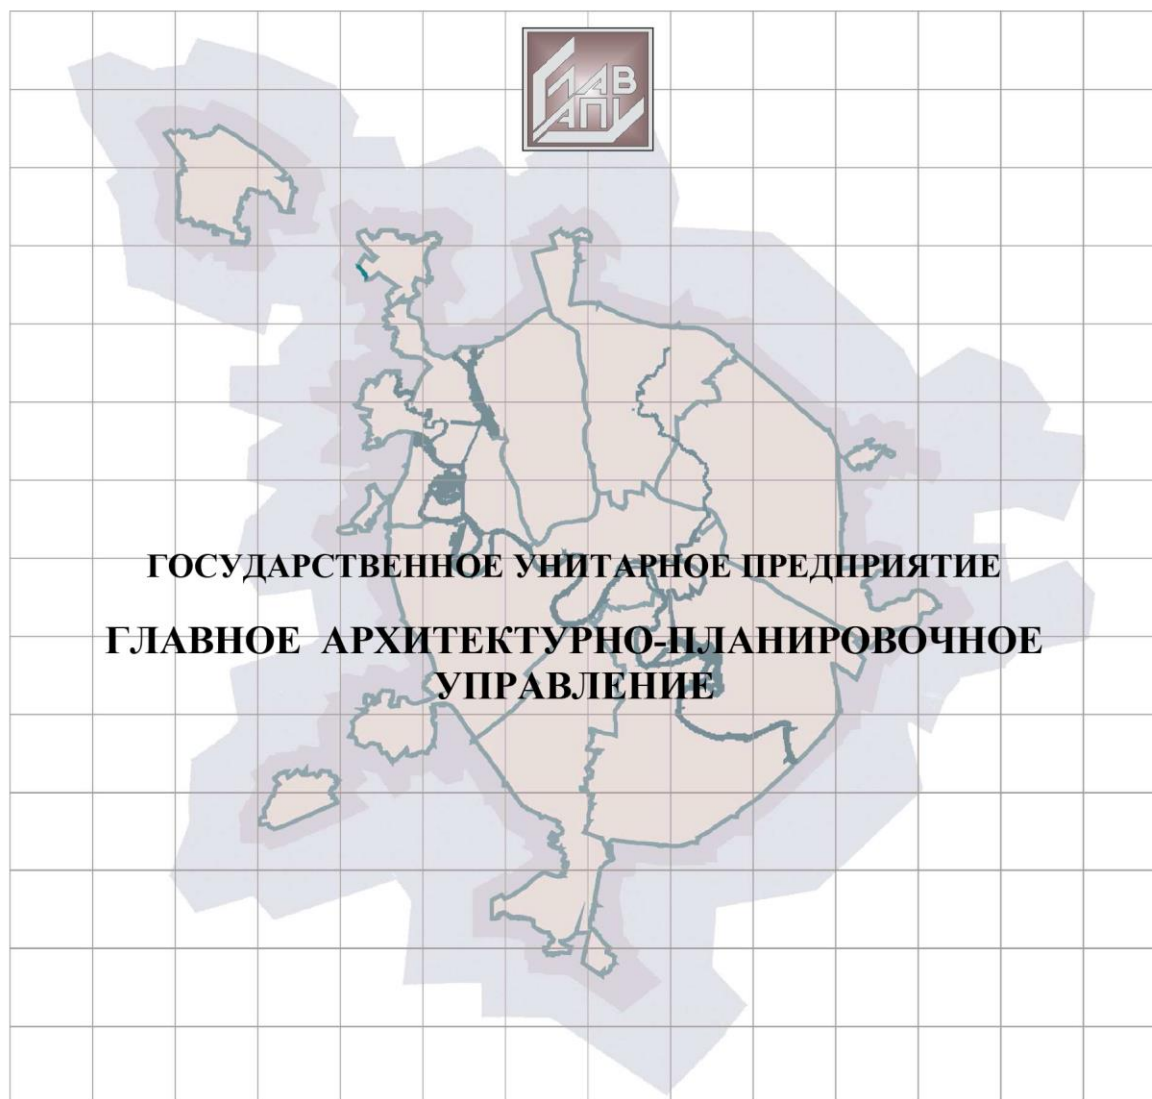 ГЛАВ
АПУ
ГОСУДАРСТВЕННОЕ УНИТАРНОЕ ПРЕДПРИЯТИЕ
ГЛАВНОЕ АРХИТЕКТУРНО-ПЛАНИРОВОЧНОЕ
УПРАВЛЕНИЕ